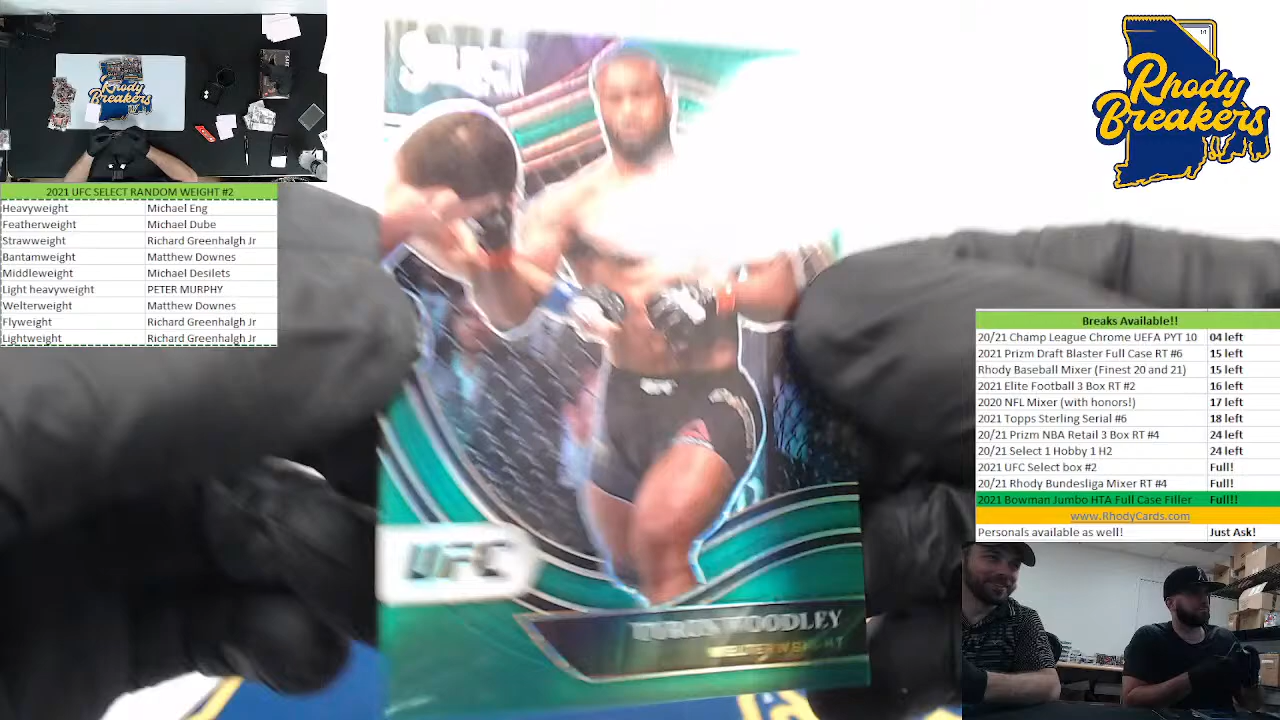 2021 UFC SELECT RANDOM WEIGHT #2
Heavyweight Michael Eng
Featherweight Michael Dube
Strawweight Richard Greenhalgh Jr
Bantamweight Matthew Downes
Middleweight Michael Desilets
Light heavyweight PETER MURPHY
Welterweight Matthew Downes
Flyweight Richard Greenhalgh Jr
Lightweight Richard Greenhalgh Jr
Rhody
Breakers
SELECT
UFC
TYRON WOODLEY
WELTERWEIGHT
Rhody
Breakers
Breaks Available!!
20/21 Champ League Chrome UEFA PYT 10 04 left
2021 Prizm Draft Blaster Full Case RT #6 15 left
Rhody Baseball Mixer (Finest 20 and 21) 15 left
2021 Elite Football 3 Box RT #2 16 left
2020 NFL Mixer (with honors!) 17 left
2021 Topps Sterling Serial #6 18 left
20/21 Prizm NBA Retail 3 Box RT #4 24 left
20/21 Select 1 Hobby 1 H2 24 left
2021 UFC Select box #2 Full!
20/21 Rhody Bundesliga Mixer RT #4 Full!
2021 Bowman Jumbo HTA Full Case Filler Full!!
www.RhodyCards.com
Personals available as well! Just Ask!